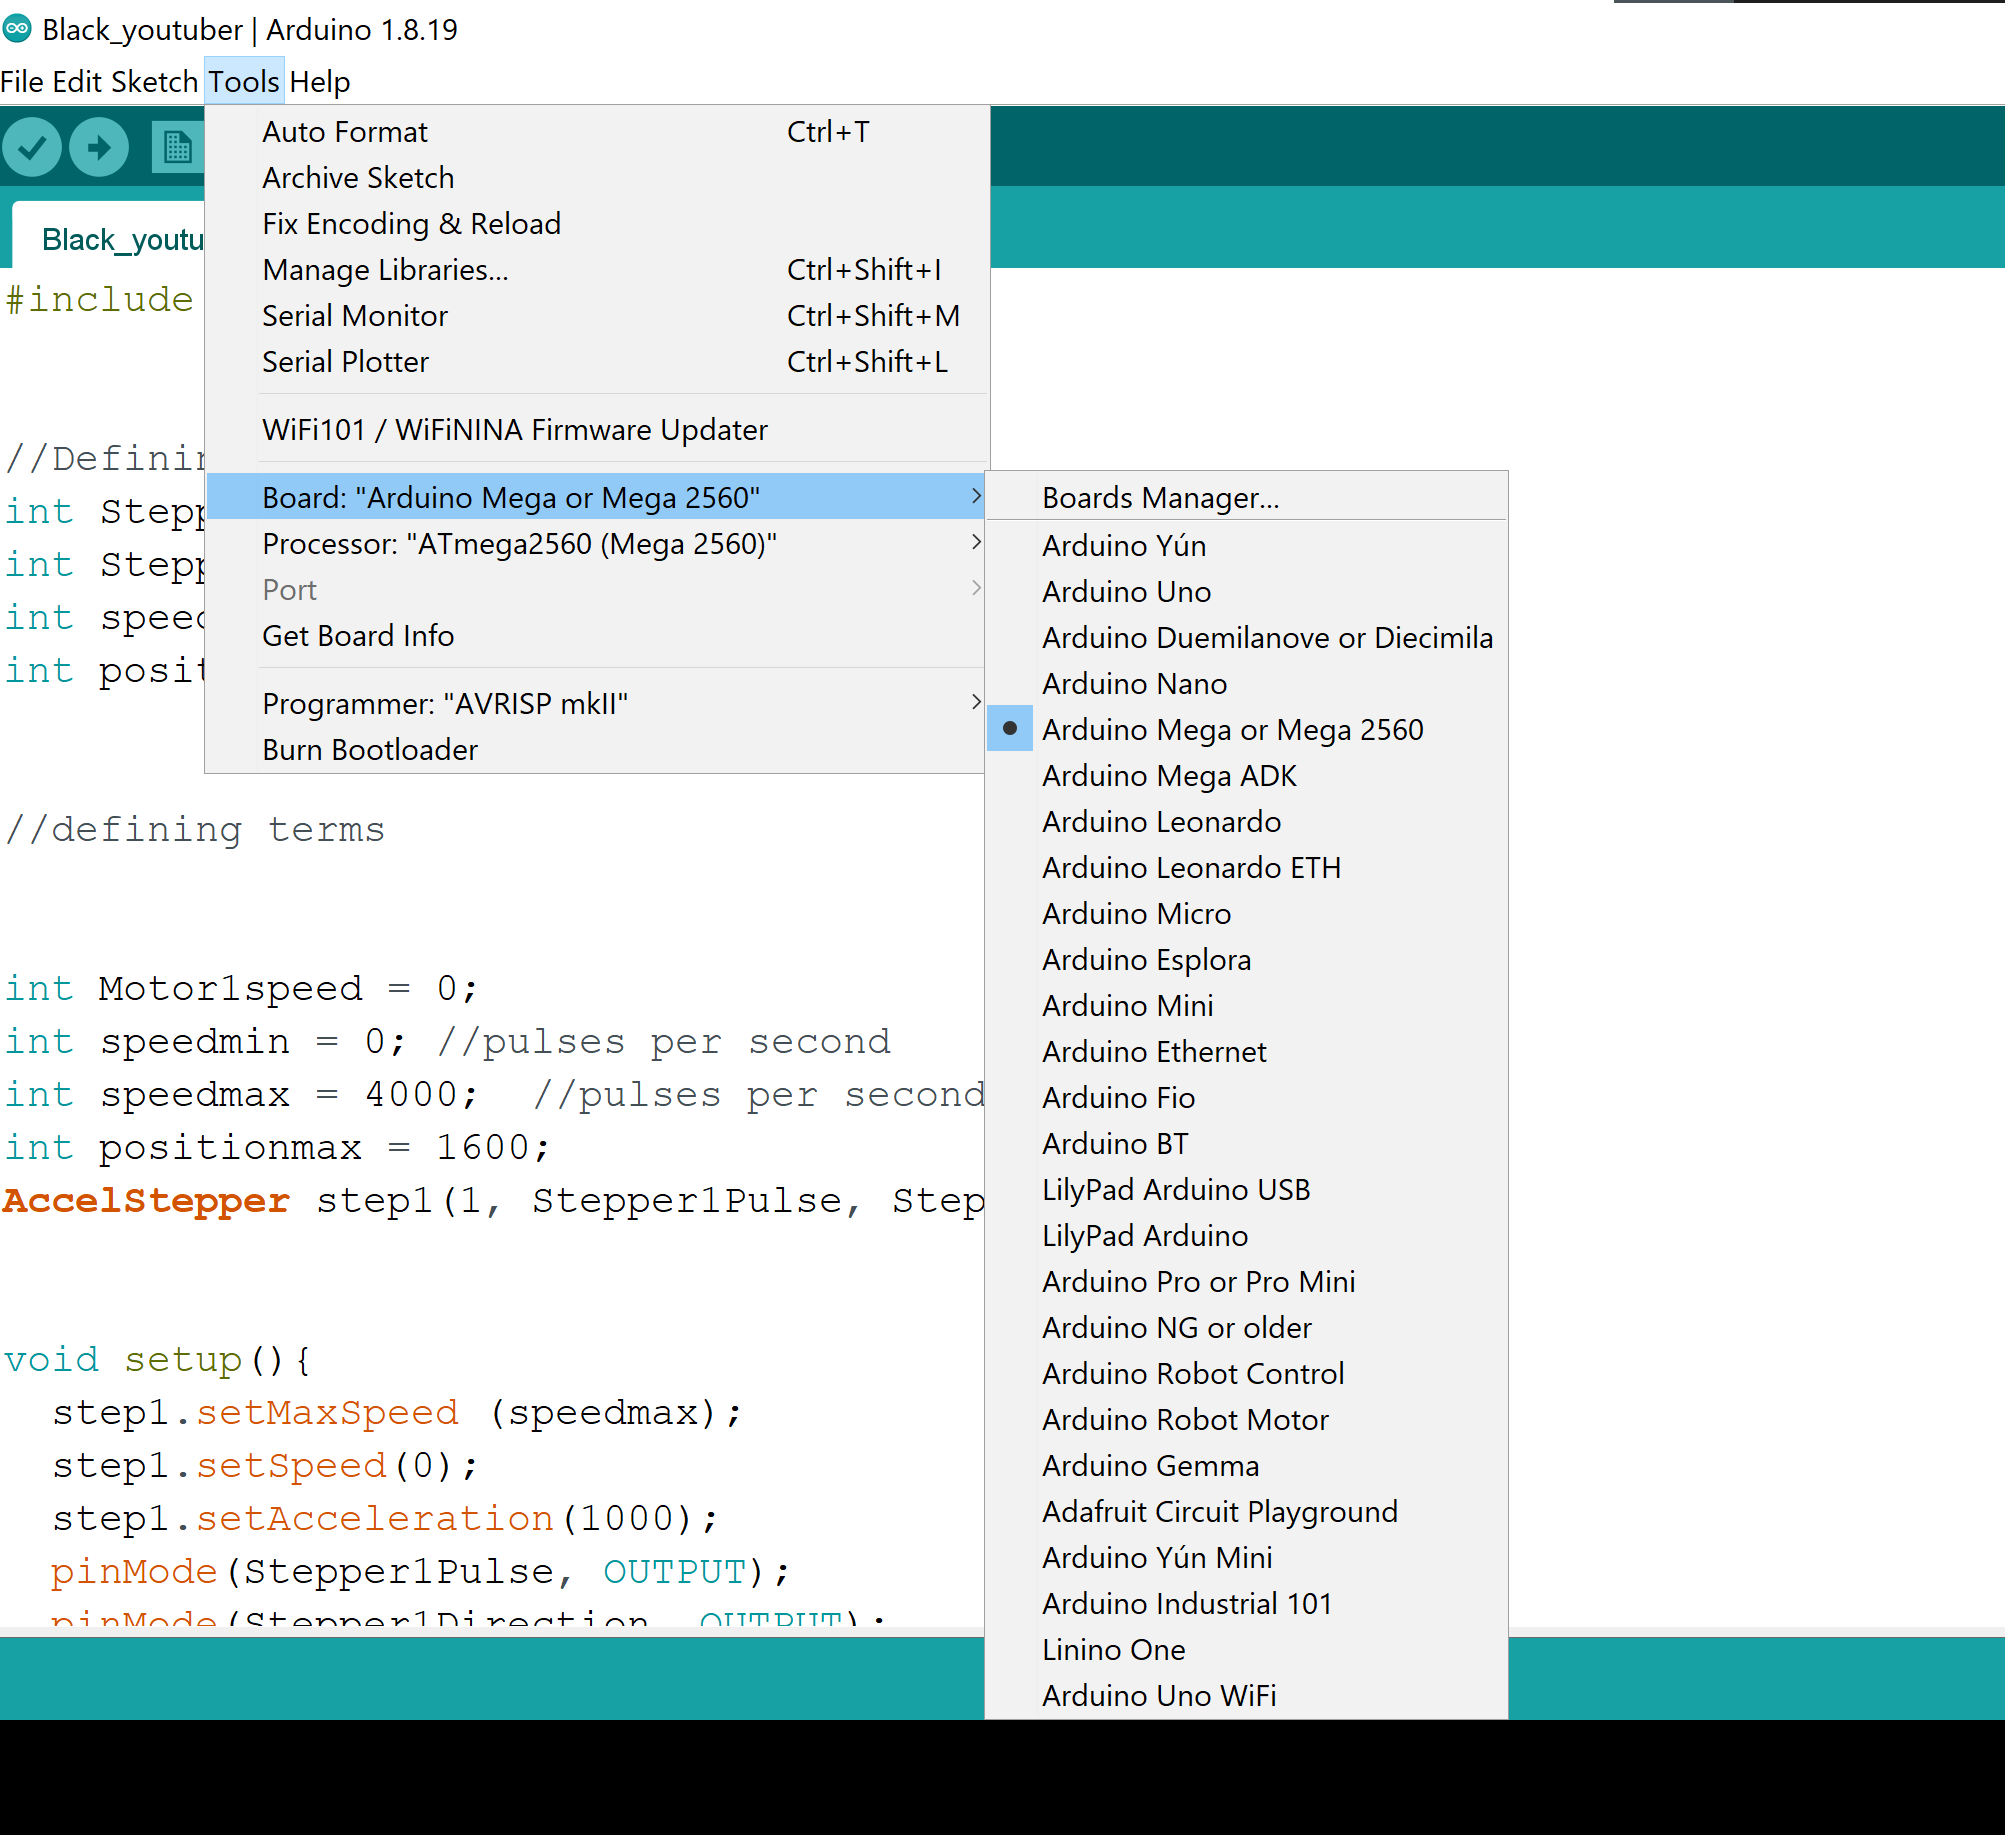 Black_youtuber | Arduino 1.8.19
File Edit Sketch Tools Help
Auto Format Ctrl+T
Archive Sketch
Fix Encoding & Reload
Manage Libraries... Ctrl+Shift+I
Serial Monitor Ctrl+Shift+M
Serial Plotter Ctrl+Shift+L
WiFi101 / WiFiNINA Firmware Updater
Board: "Arduino Mega or Mega 2560"
Processor: "ATmega2560 (Mega 2560)"
Port
Get Board Info
Programmer: "AVRISP mkII"
Burn Bootloader
Boards Manager...
Arduino Yún
Arduino Uno
Arduino Duemilanove or Diecimila
Arduino Nano
Arduino Mega or Mega 2560
Arduino Mega ADK
Arduino Leonardo
Arduino Leonardo ETH
Arduino Micro
Arduino Esplora
Arduino Mini
Arduino Ethernet
Arduino Fio
Arduino BT
LilyPad Arduino USB
LilyPad Arduino
Arduino Pro or Pro Mini
Arduino NG or older
Arduino Robot Control
Arduino Robot Motor
Arduino Gemma
Adafruit Circuit Playground
Arduino Yún Mini
Arduino Industrial 101
Linino One
Arduino Uno WiFi
Black_youtu
#include
//Definin
int Stepp
int Stepp
int speed
int posit
//defining terms
int Motor1speed = 0;
int speedmin = 0; //pulses per second
int speedmax = 4000; //pulses per second
int positionmax = 1600;
AccelStepper step1(1, Stepper1Pulse, Step
void setup(){
step1.setMaxSpeed (speedmax);
step1.setSpeed(0);
step1.setAcceleration(1000);
pinMode(Stepper1Pulse, OUTPUT);
pinMode(Stepper1Direction, OUTPUT);